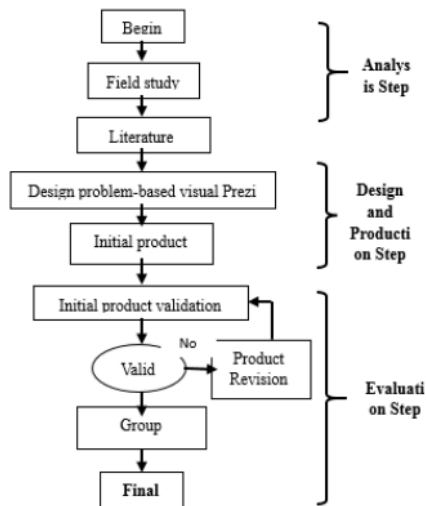 Begin
Field study
Literature
Analys
is Step
Design problem-based visual Prezi
Initial product
Design
and
Producti
on Step
Initial product validation
No
Valid
Product
Revision
Group
Final
Evaluati
on Step